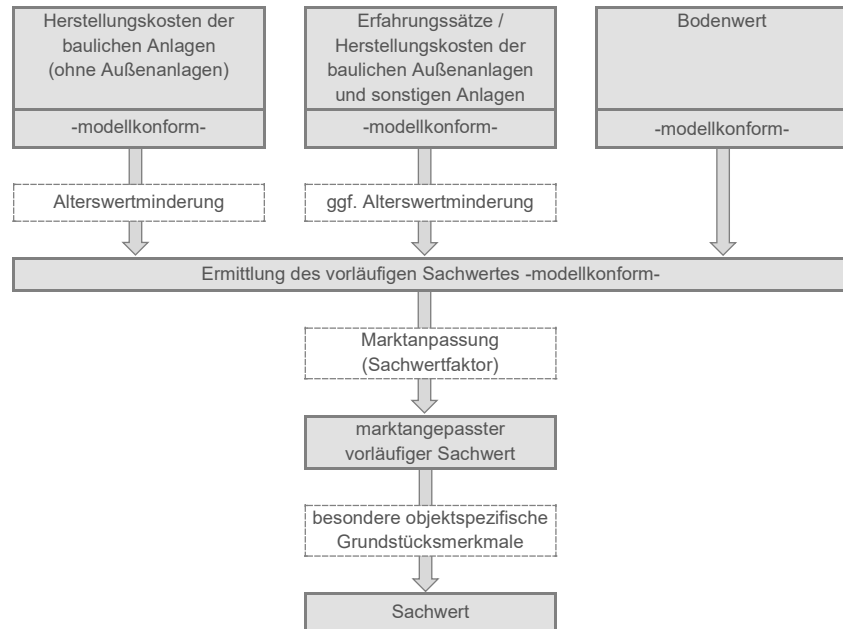 Herstellungskosten der
baulichen Anlagen
(ohne Außenanlagen)
-modellkonform-
Erfahrungssätze /
Herstellungskosten der
baulichen Außenanlagen
und sonstigen Anlagen
-modellkonform-
Bodenwert
-modellkonform-
Alterswertminderung
ggf. Alterswertminderung
Ermittlung des vorläufigen Sachwertes -modellkonform-
Marktanpassung
(Sachwertfaktor)
marktangepasster
vorläufiger Sachwert
besondere objektspezifische
Grundstücksmerkmale
Sachwert